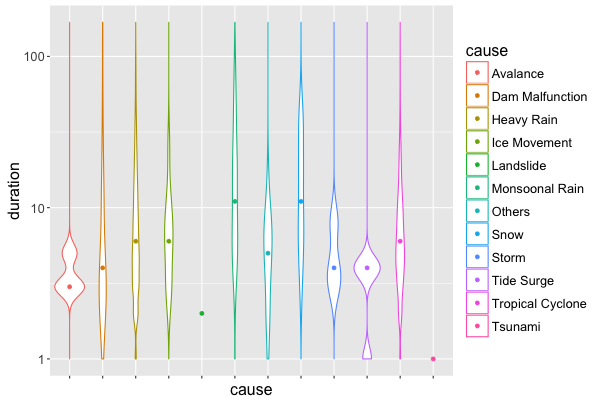 100
10
1
duration
cause
cause
Avalance
Dam Malfunction
Heavy Rain
Ice Movement
Landslide
Monsoonal Rain
Others
Snow
Storm
Tide Surge
Tropical Cyclone
Tsunami